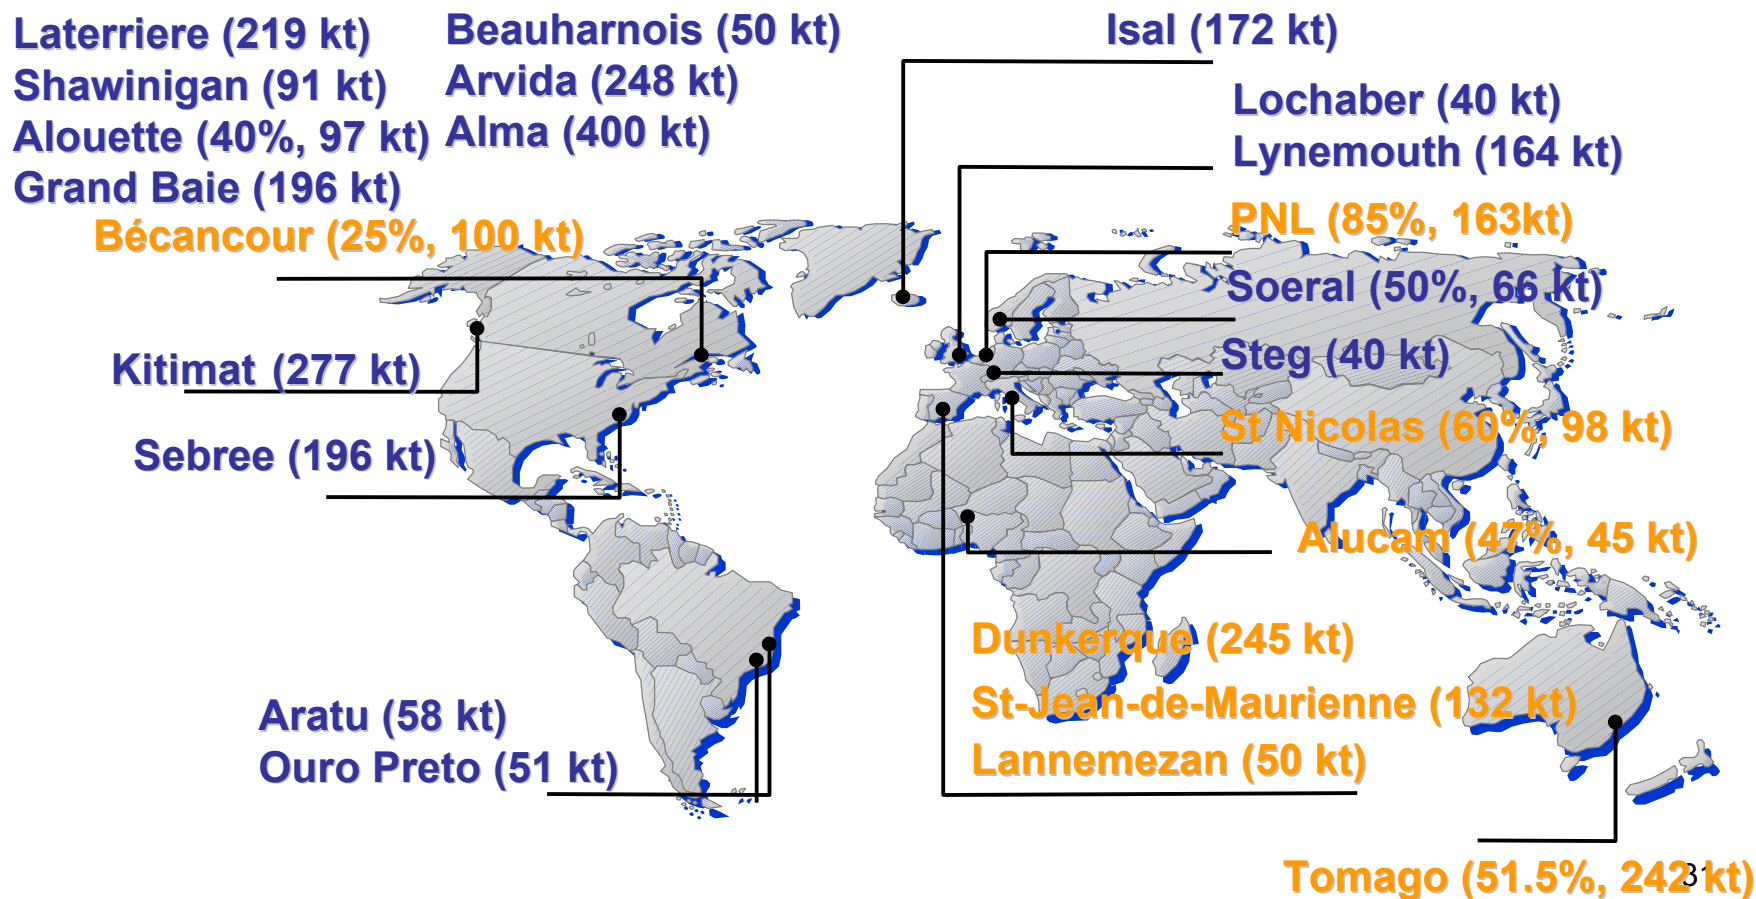 Laterriere (219 kt)
Shawinigan (91 kt)
Alouette (40%, 97 kt)
Grand Baie (196 kt)
Beauharnois (50 kt)
Arvida (248 kt)
Alma (400 kt)
Bécancour (25%, 100 kt)
Kitimat (277 kt)
Sebree (196 kt)
Aratu (58 kt)
Ouro Preto (51 kt)
Isal (172 kt)
Lochaber (40 kt)
Lynemouth (164 kt)
PNL (85%, 163kt)
Soeral (50%, 66 kt)
Steg (40 kt)
St Nicolas (60%, 98 kt)
Alucam (47%, 45 kt)
Dunkerque (245 kt)
St-Jean-de-Maurienne (132 kt)
Lannemezan (50 kt)
Tomago (51.5%, 242 kt)
31